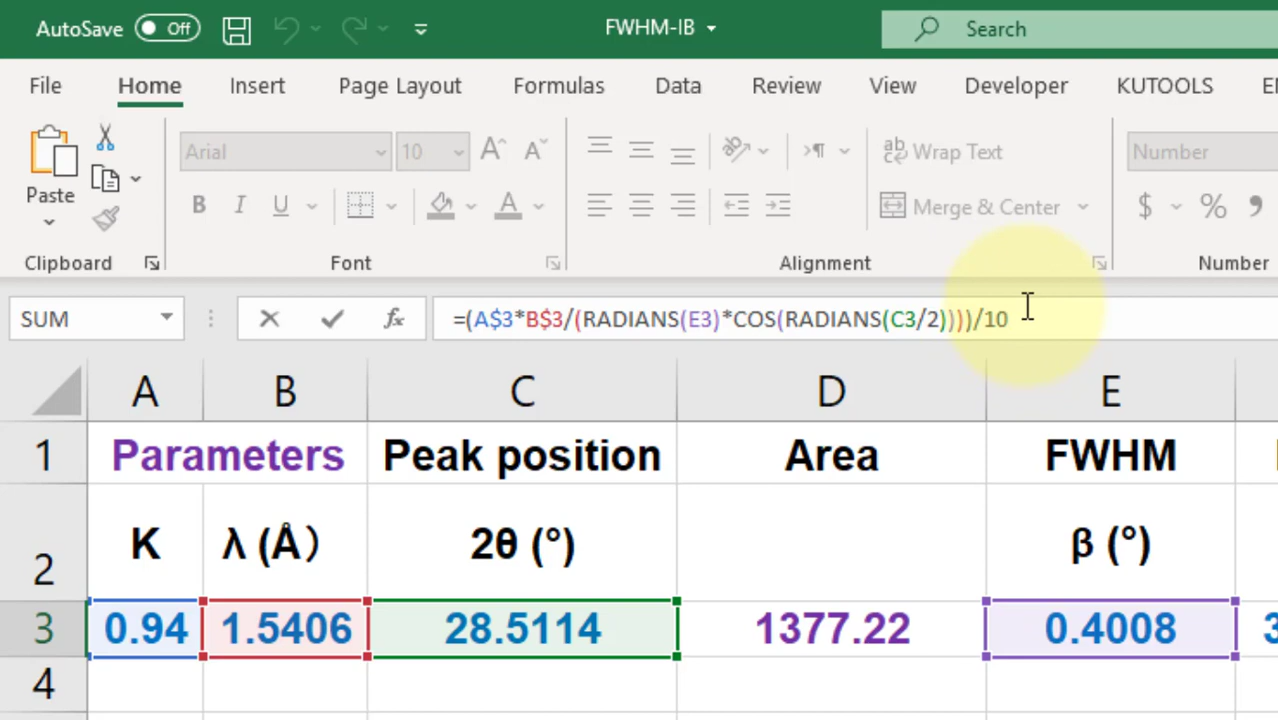 AutoSave Off FWHM-IB Search
File Home Insert Page Layout Formulas Data Review View Developer KUTOOLS
Arial 10 ab Wrap Text Number
Paste B I U A Merge & Center $ % ,
Clipboard Font Alignment Number
SUM fx =(A$3*B$3/(RADIANS(E3)*COS(RADIANS(C3/2))))/10
A B C D E
1 Parameters Peak position Area FWHM
2 K λ (Å) 2θ (°) β (°)
3 0.94 1.5406 28.5114 1377.22 0.4008
4